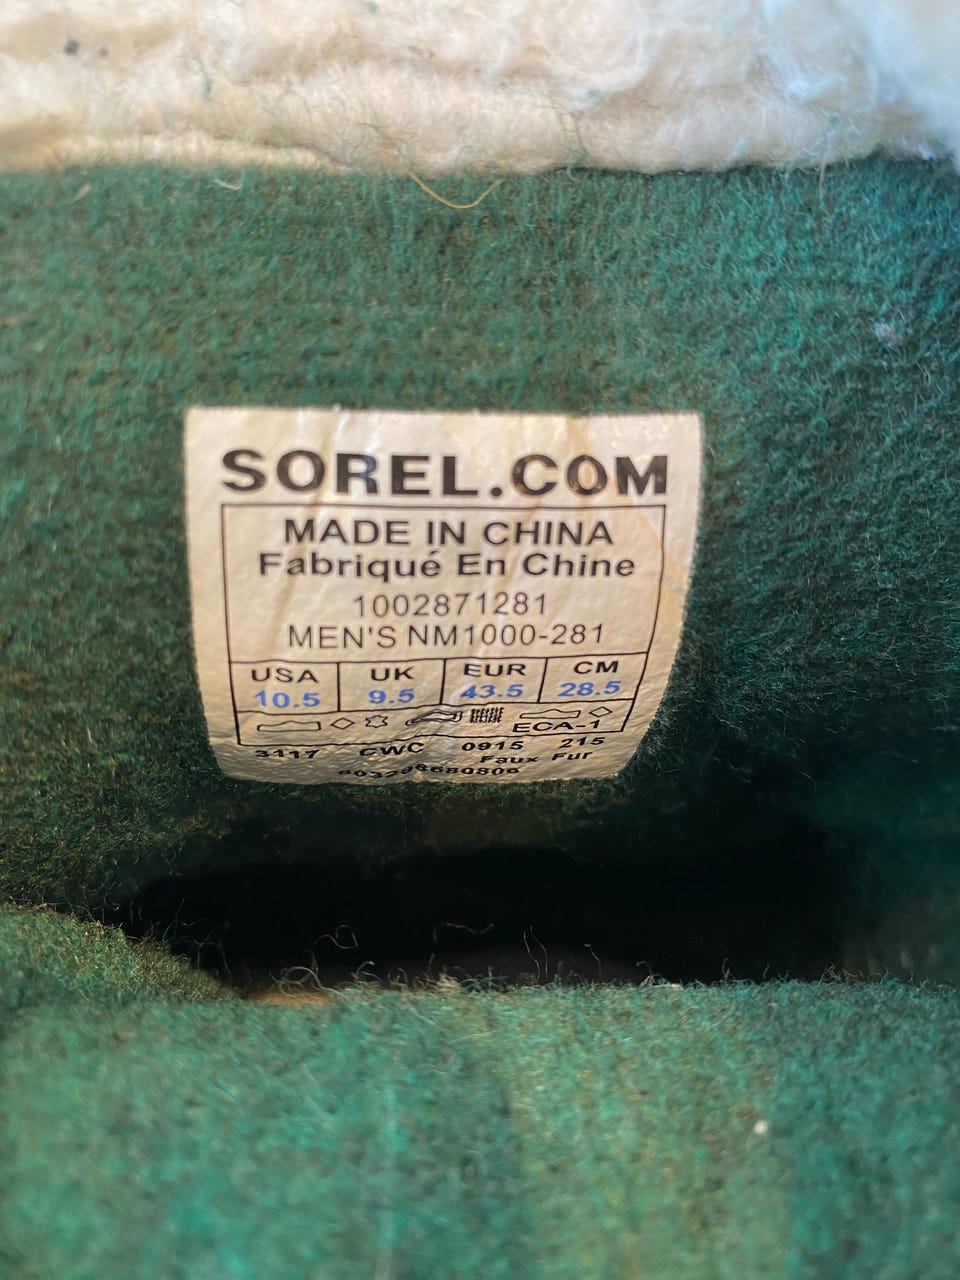 SOREL.COM
MADE IN CHINA
Fabriqué En Chine
1002871281
MEN'S NM1000-281
USA UK EUR CM
10.5 9.5 43.5 28.5
ECA-1
3117 CWC 0915 215
Faux Fur